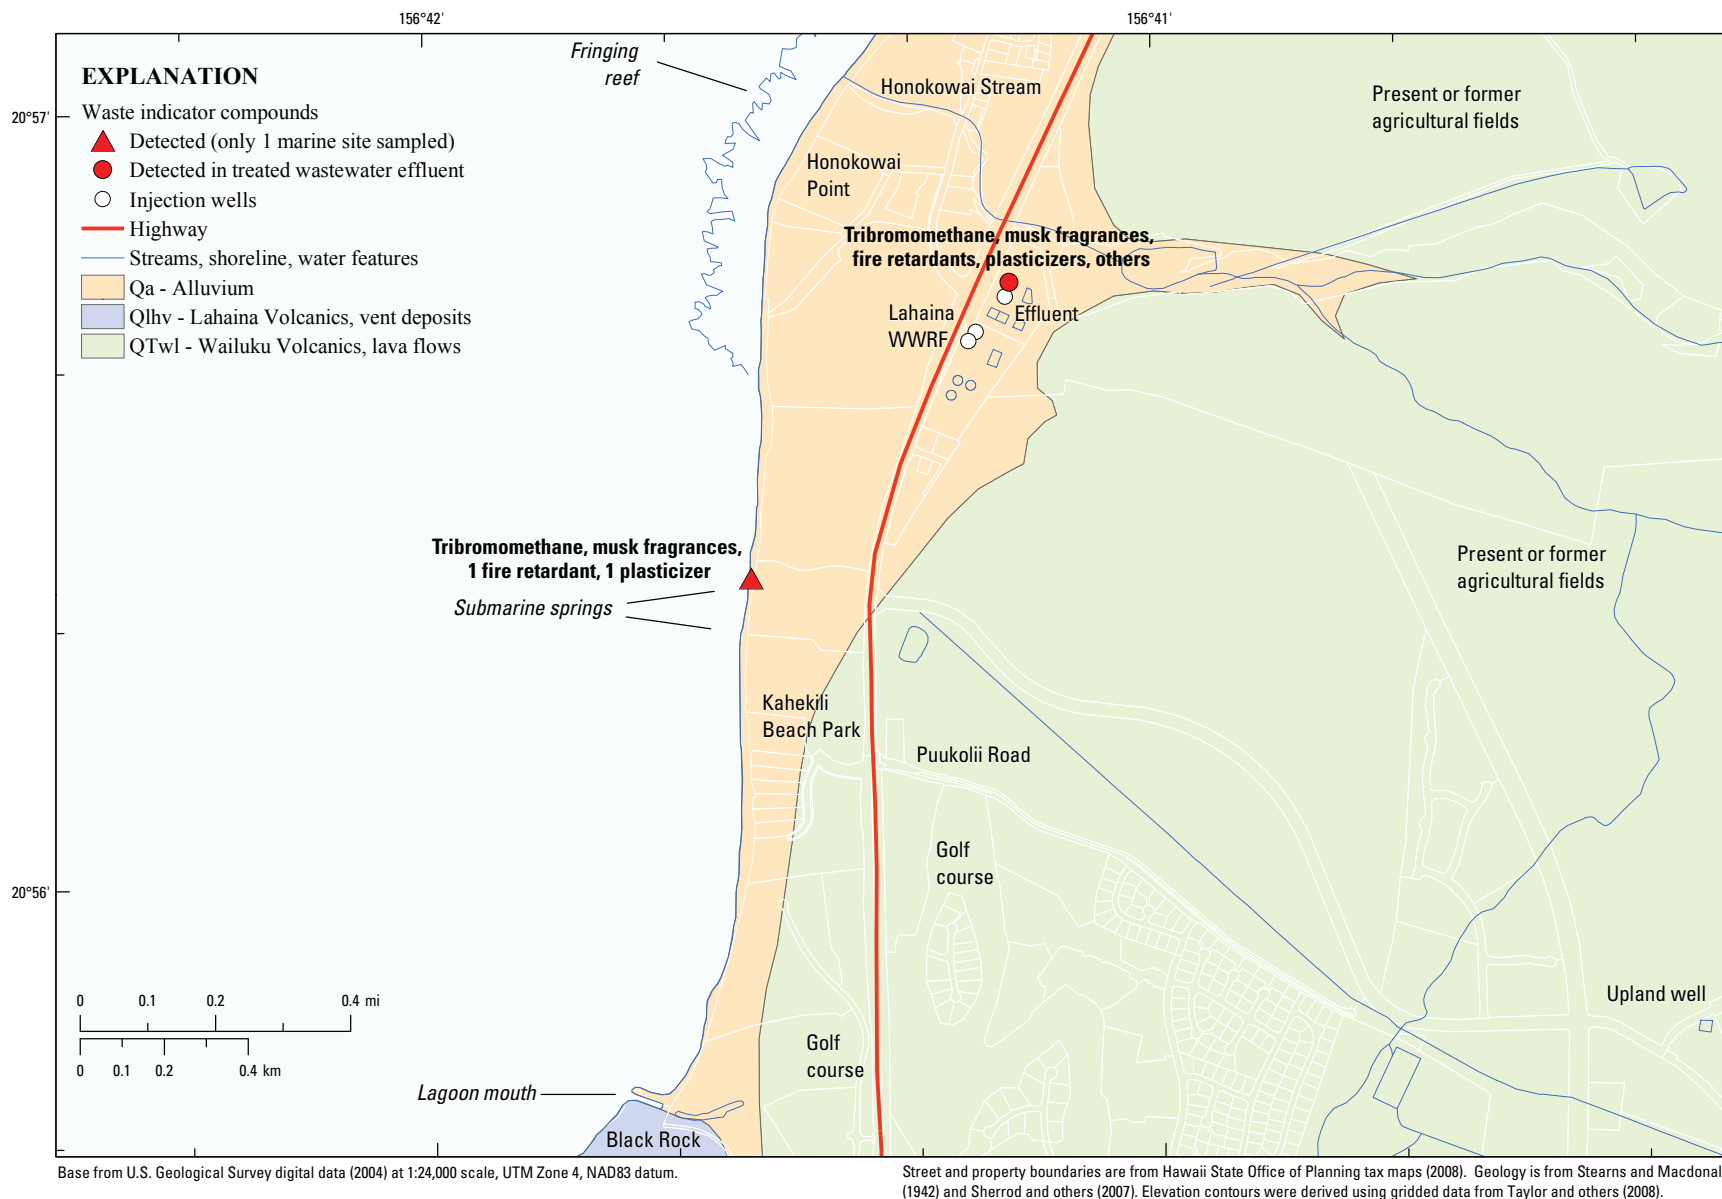 156°42'
156°41'
20°57'
20°56'
EXPLANATION
Waste indicator compounds
Detected (only 1 marine site sampled)
Detected in treated wastewater effluent
Injection wells
Highway
Streams, shoreline, water features
Qa - Alluvium
Qlhv - Lahaina Volcanics, vent deposits
QTwl - Wailuku Volcanics, lava flows
Fringing
reef
Honokowai Stream
Present or former
agricultural fields
Honokowai
Point
Tribromomethane, musk fragrances,
fire retardants, plasticizers, others
Lahaina
WWRF
Effluent
Tribromomethane, musk fragrances,
1 fire retardant, 1 plasticizer
Submarine springs
Present or former
agricultural fields
Kahekili
Beach Park
Puukolii Road
Golf
course
Upland well
Golf
course
0 0.1 0.2 0.4 mi
0 0.1 0.2 0.4 km
Lagoon mouth
Black Rock
Base from U.S. Geological Survey digital data (2004) at 1:24,000 scale, UTM Zone 4, NAD83 datum.
Street and property boundaries are from Hawaii State Office of Planning tax maps (2008). Geology is from Stearns and Macdonal
(1942) and Sherrod and others (2007). Elevation contours were derived using gridded data from Taylor and others (2008).